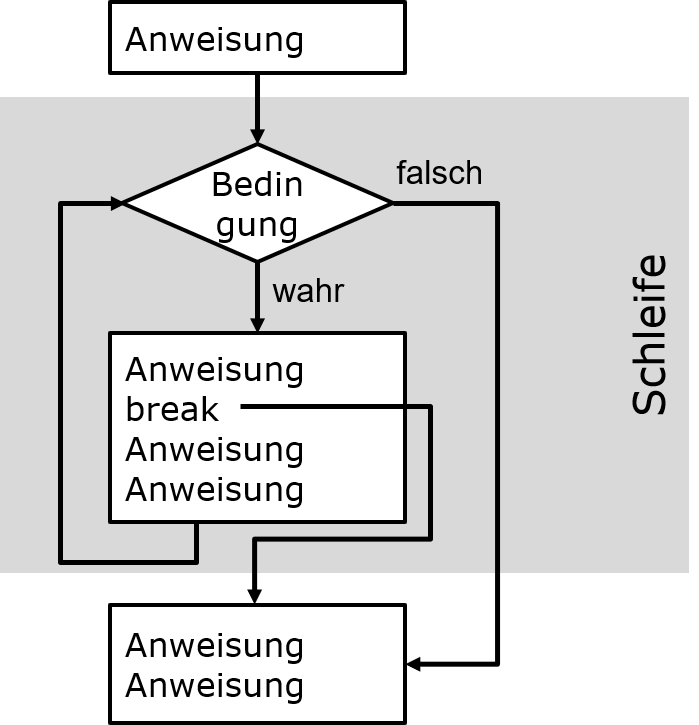 Anweisung
Bedin
gung
falsch
wahr
Anweisung
break
Anweisung
Anweisung
Schleife
Anweisung
Anweisung